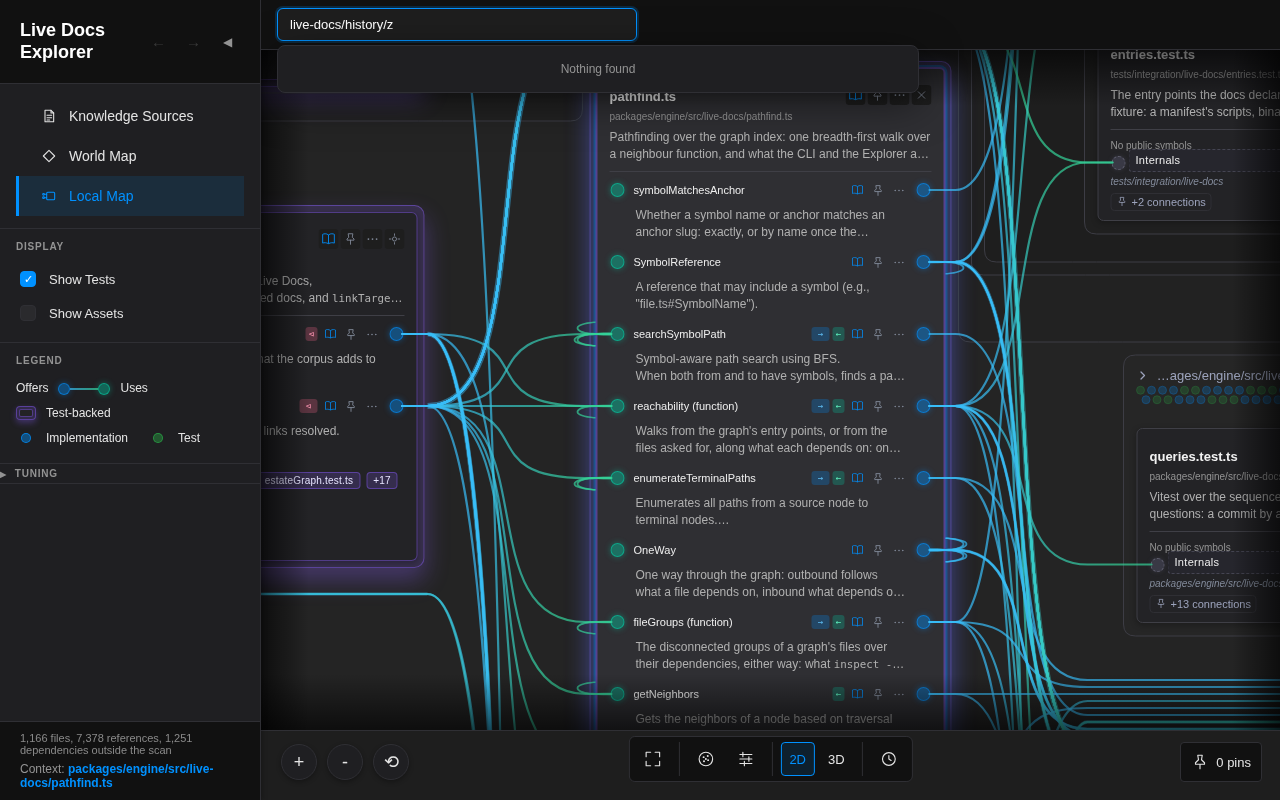 Live Docs
Explorer
live-docs/history/z
Nothing found
Knowledge Sources
World Map
Local Map
DISPLAY
Show Tests
Show Assets
LEGEND
Offers
Uses
Test-backed
Implementation
Test
TUNING
1,166 files, 7,378 references, 1,251
dependencies outside the scan
Context: packages/engine/src/live-
docs/pathfind.ts
ive Docs,
ed docs, and linkTarge…
at the corpus adds to
links resolved.
estateGraph.test.ts
+17
pathfind.ts
packages/engine/src/live-docs/pathfind.ts
Pathfinding over the graph index: one breadth-first walk over
a neighbour function, and what the CLI and the Explorer a…
symbolMatchesAnchor
Whether a symbol name or anchor matches an
anchor slug: exactly, or by name once the…
SymbolReference
A reference that may include a symbol (e.g.,
"file.ts#SymbolName").
searchSymbolPath
Symbol-aware path search using BFS.
When both from and to have symbols, finds a pa…
reachability (function)
Walks from the graph's entry points, or from the
files asked for, along what each depends on: on…
enumerateTerminalPaths
Enumerates all paths from a source node to
terminal nodes.…
OneWay
One way through the graph: outbound follows
what a file depends on, inbound what depends o…
fileGroups (function)
The disconnected groups of a graph's files over
their dependencies, either way: what inspect -…
getNeighbors
Gets the neighbors of a node based on traversal
entries.test.ts
tests/integration/live-docs/entries.test.t
The entry points the docs declar
fixture: a manifest's scripts, bina
No public symbols
Internals
tests/integration/live-docs
+2 connections
…ages/engine/src/live
queries.test.ts
packages/engine/src/live-docs
Vitest over the sequence
questions: a commit by a
No public symbols
Internals
packages/engine/src/live-docs
+13 connections
+
-
⟲
2D
3D
0 pins